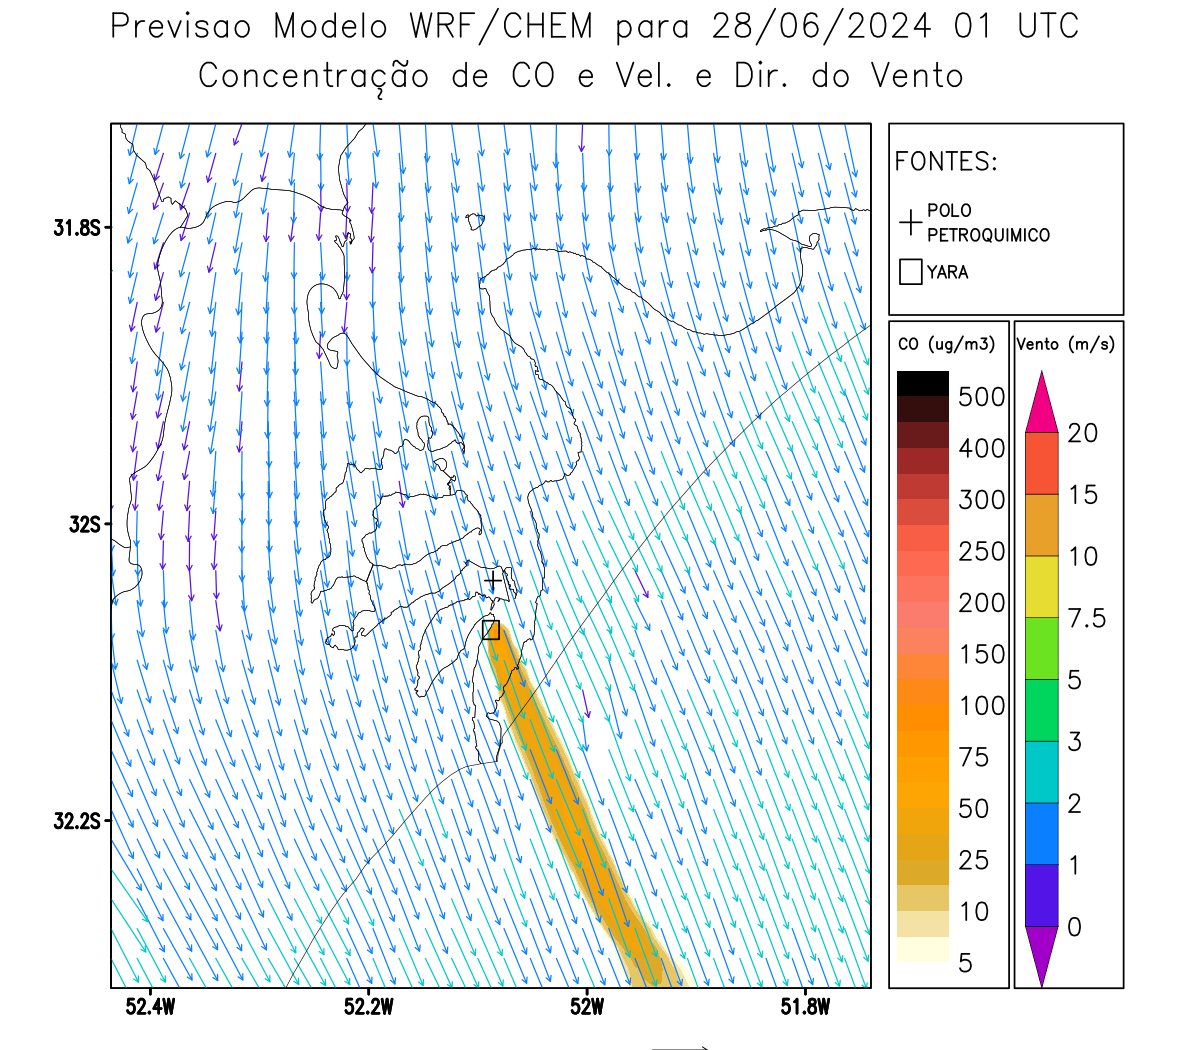 Previsao Modelo WRF/CHEM para 28/06/2024 01 UTC
Concentração de CO e Vel. e Dir. do Vento
FONTES:
POLO
PETROQUIMICO
YARA
CO (ug/m3)
500
400
300
250
200
150
100
75
50
25
10
5
Vento (m/s)
20
15
10
7.5
5
3
2
1
0
31.8S
32S
32.2S
52.4W
52.2W
52W
51.8W